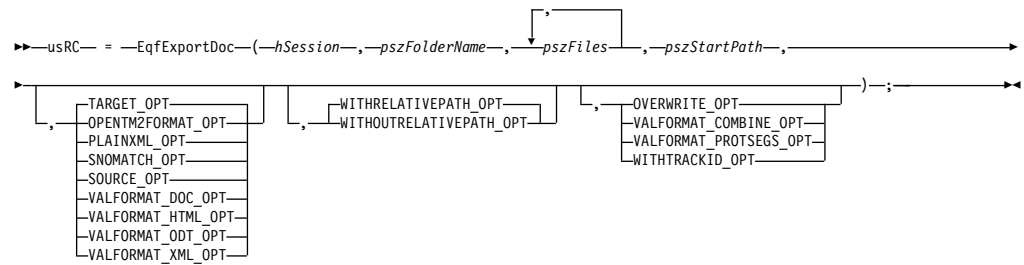 ,
usRC = EqfExportDoc ( hSession , pszFolderName , pszFiles , pszStartPath ,
) ;
, TARGET_OPT
OPENTM2FORMAT_OPT
PLAINXML_OPT
SNOMATCH_OPT
SOURCE_OPT
VALFORMAT_DOC_OPT
VALFORMAT_HTML_OPT
VALFORMAT_ODT_OPT
VALFORMAT_XML_OPT
, WITHRELATIVEPATH_OPT
WITHOUTRELATIVEPATH_OPT
, OVERWRITE_OPT
VALFORMAT_COMBINE_OPT
VALFORMAT_PROTSEGS_OPT
WITHTRACKID_OPT